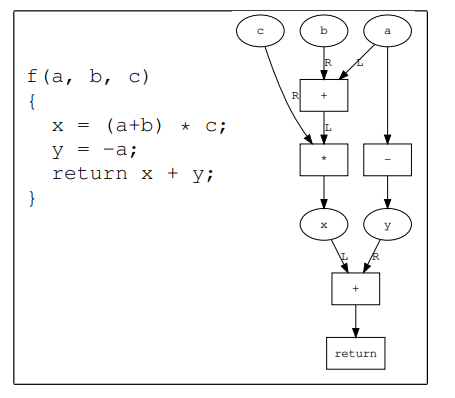 c b a
R L
f(a, b, c)
R +
{
L
x = (a+b) * c;
* -
y = -a;
return x + y;
}
x y
L R
+
return